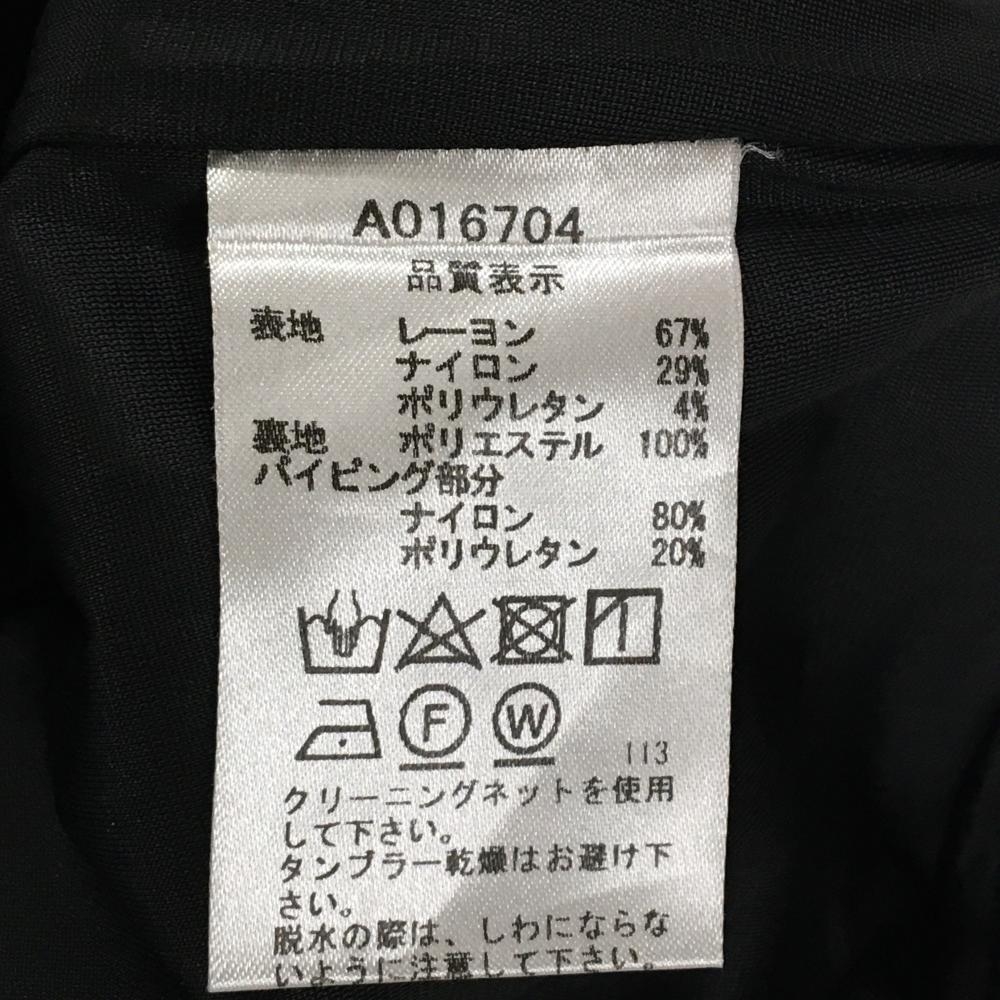 A016704
品質表示
表地 レーヨン 67%
ナイロン 29%
ポリウレタン 4%
裏地 ポリエステル 100%
パイピング部分
ナイロン 80%
ポリウレタン 20%
F W 113
クリーニングネットを使用
して下さい。
タンブラー乾燥はお避け下
さい。
脱水の際は、しわにならな
いように注意して下さい。